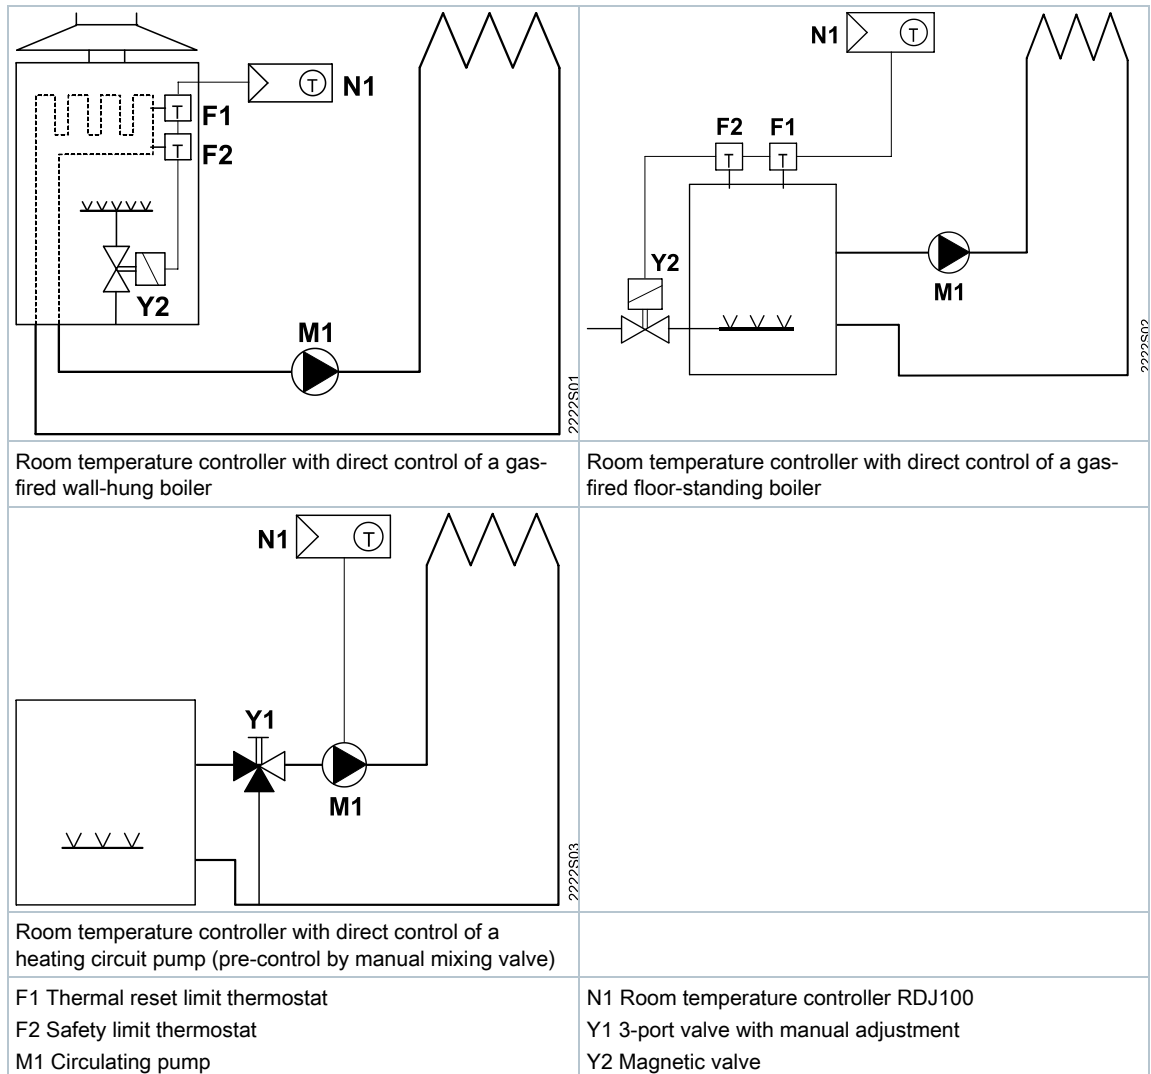 N1
T
T
F1
T
F2
Y2
M1
2222S01
N1
T
F2
F1
T
T
Y2
M1
2222S02
Room temperature controller with direct control of a gas-
fired wall-hung boiler
Room temperature controller with direct control of a gas-
fired floor-standing boiler
N1
T
Y1
M1
2222S03
Room temperature controller with direct control of a
heating circuit pump (pre-control by manual mixing valve)
F1 Thermal reset limit thermostat
F2 Safety limit thermostat
M1 Circulating pump
N1 Room temperature controller RDJ100
Y1 3-port valve with manual adjustment
Y2 Magnetic valve